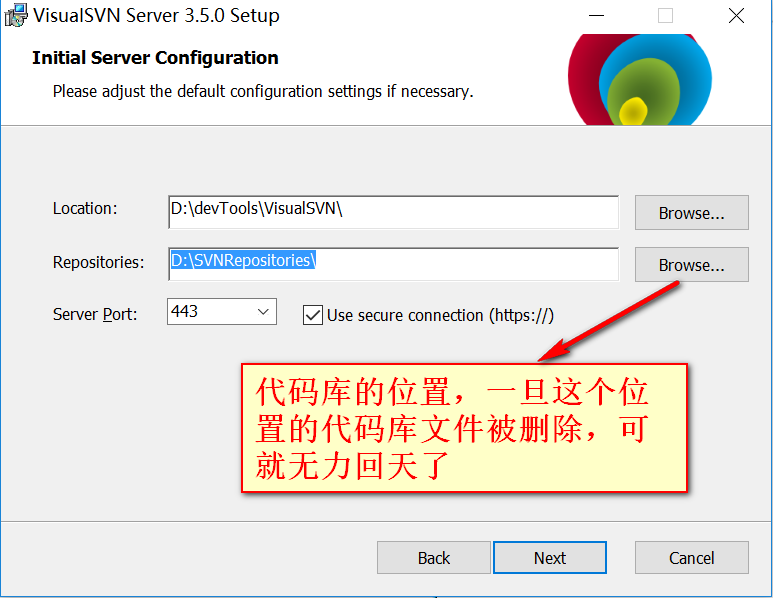 VisualSVN Server 3.5.0 Setup
Initial Server Configuration
Please adjust the default configuration settings if necessary.
Location:
D:\devTools\VisualSVN\
Browse...
Repositories:
D:\SVNRepositories\
Browse...
Server Port:
443
Use secure connection (https://)
代码库的位置，一旦这个位
置的代码库文件被删除，可
就无力回天了
Back
Next
Cancel